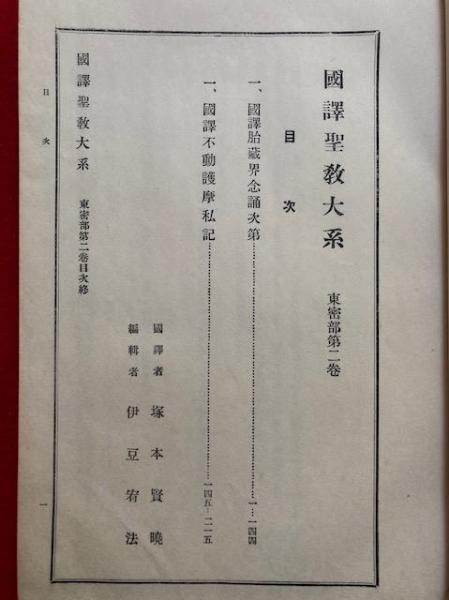 國譯聖教大系 東密部第二卷
目次
一、國譯胎藏界念誦次第……一…一四四
一、國譯不動護摩私記……一四五…二一五
國譯者 塚本賢曉
編輯者 伊豆宥法
國譯聖教大系 東密部第二卷目次終
目次
一